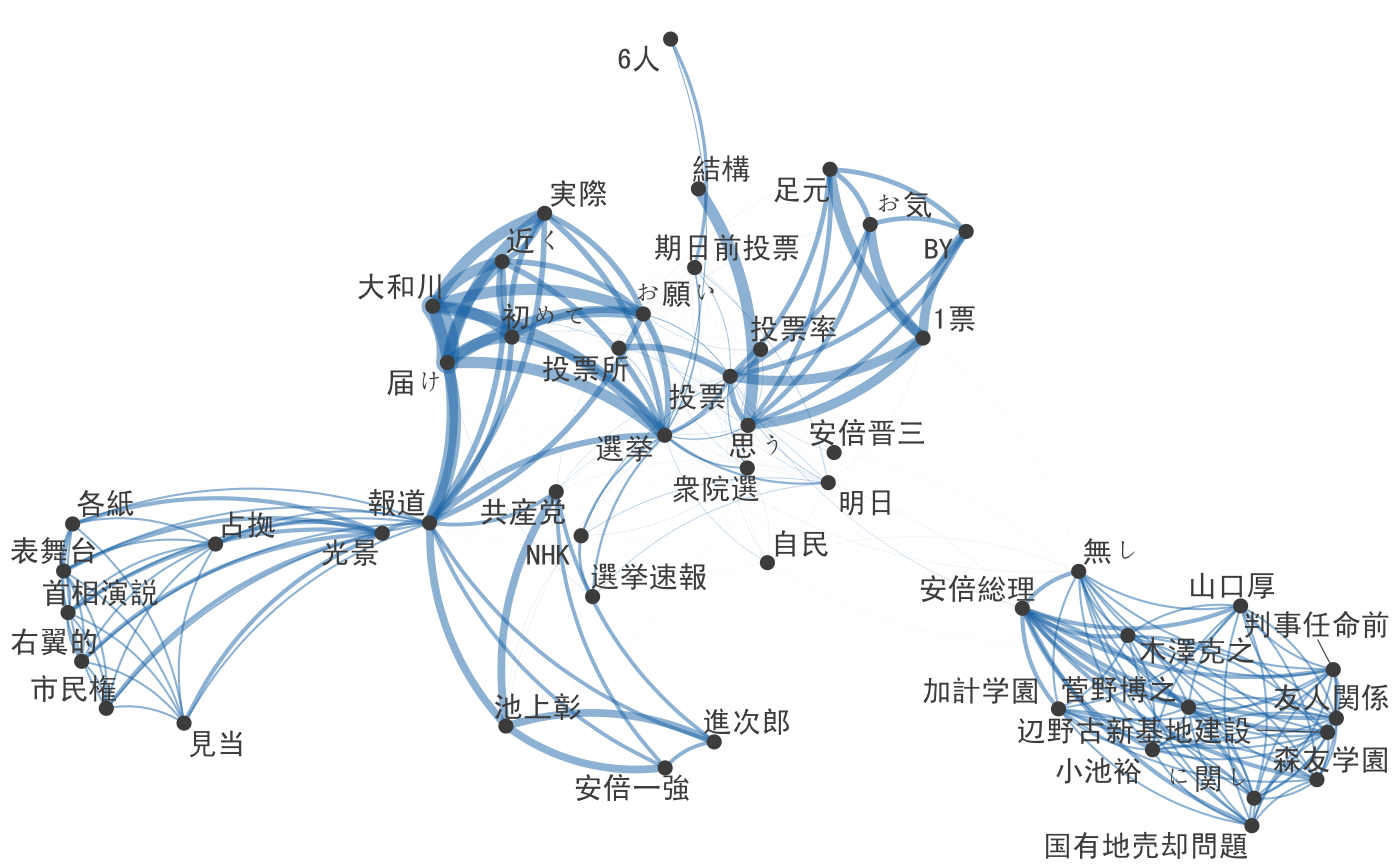 6人
結構
足元
実際
お気
近く
期日前投票
BY
大和川
お願い
初めて
投票率
1票
投票所
届け
投票
選挙
思う
安倍晋三
衆院選
明日
各紙
報道
共産党
占拠
表舞台
光景
NHK
自民
無し
選挙速報
首相演説
安倍総理
山口厚
判事任命前
右翼的
木澤克之
市民権
加計学園
菅野博之
友人関係
池上彰
進次郎
辺野古新基地建設
見当
森友学園
小池裕
に関し
安倍一強
国有地売却問題